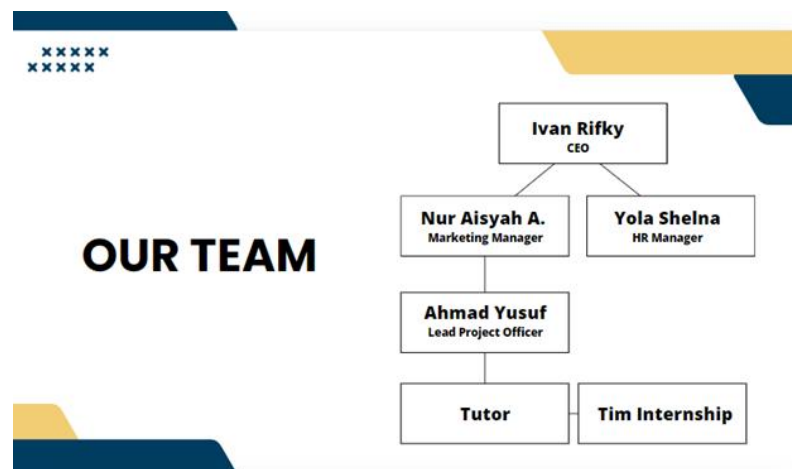 OUR TEAM
Ivan Rifky
CEO
Nur Aisyah A.
Marketing Manager
Yola Shelna
HR Manager
Ahmad Yusuf
Lead Project Officer
Tutor
Tim Internship